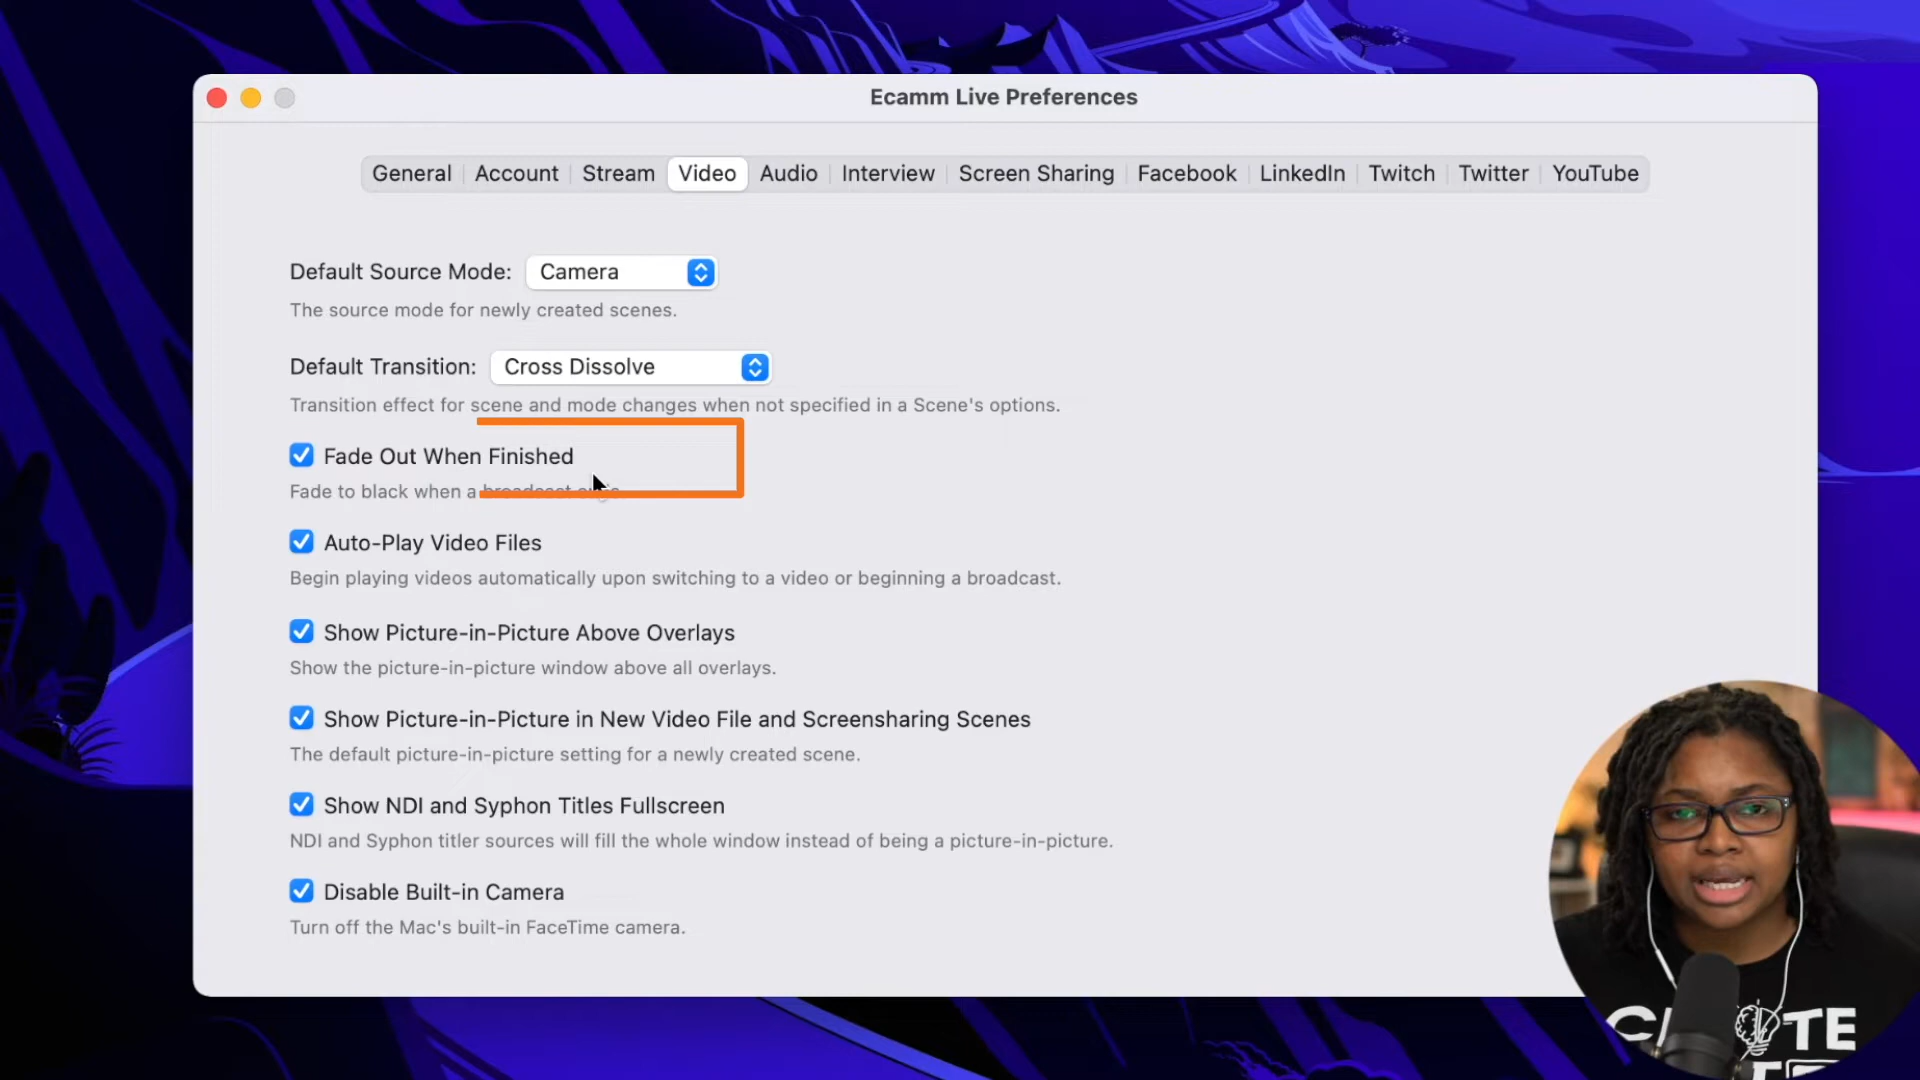 Ecamm Live Preferences
General Account Stream Video Audio Interview Screen Sharing Facebook LinkedIn Twitch Twitter YouTube
Default Source Mode: Camera
The source mode for newly created scenes.
Default Transition: Cross Dissolve
Transition effect for scene and mode changes when not specified in a Scene's options.
Fade Out When Finished
Fade to black when a broadcast
Auto-Play Video Files
Begin playing videos automatically upon switching to a video or beginning a broadcast.
Show Picture-in-Picture Above Overlays
Show the picture-in-picture window above all overlays.
Show Picture-in-Picture in New Video File and Screensharing Scenes
The default picture-in-picture setting for a newly created scene.
Show NDI and Syphon Titles Fullscreen
NDI and Syphon titler sources will fill the whole window instead of being a picture-in-picture.
Disable Built-in Camera
Turn off the Mac's built-in FaceTime camera.